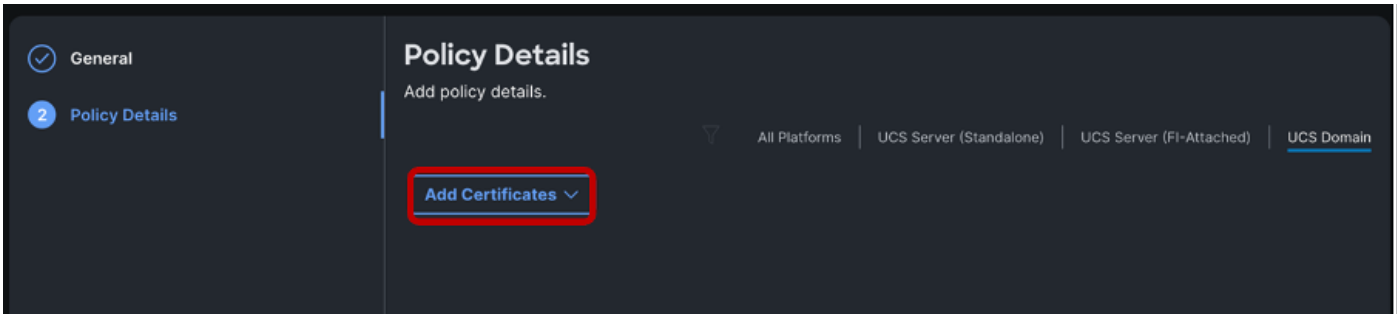 General
2 Policy Details
Policy Details
Add policy details.
All Platforms UCS Server (Standalone) UCS Server (FI-Attached) UCS Domain
Add Certificates